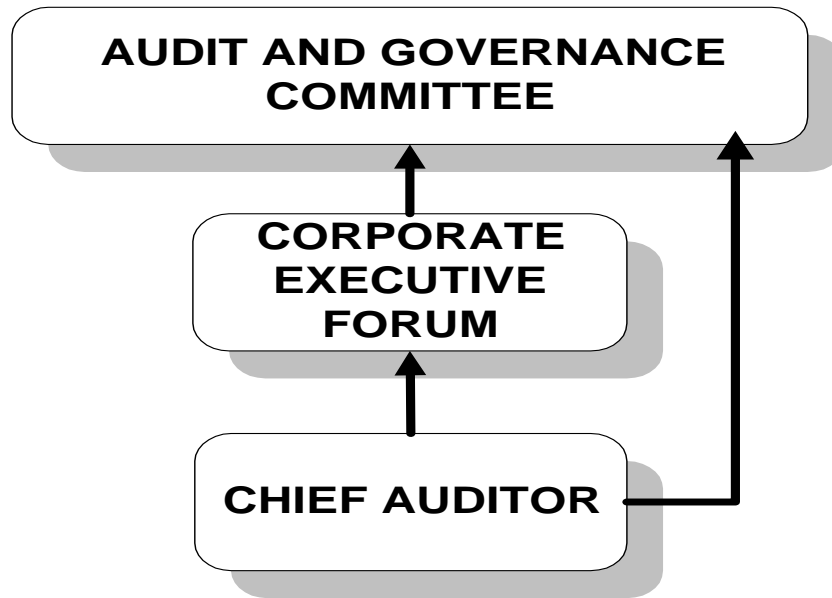 AUDIT AND GOVERNANCE
COMMITTEE
CORPORATE
EXECUTIVE
FORUM
CHIEF AUDITOR